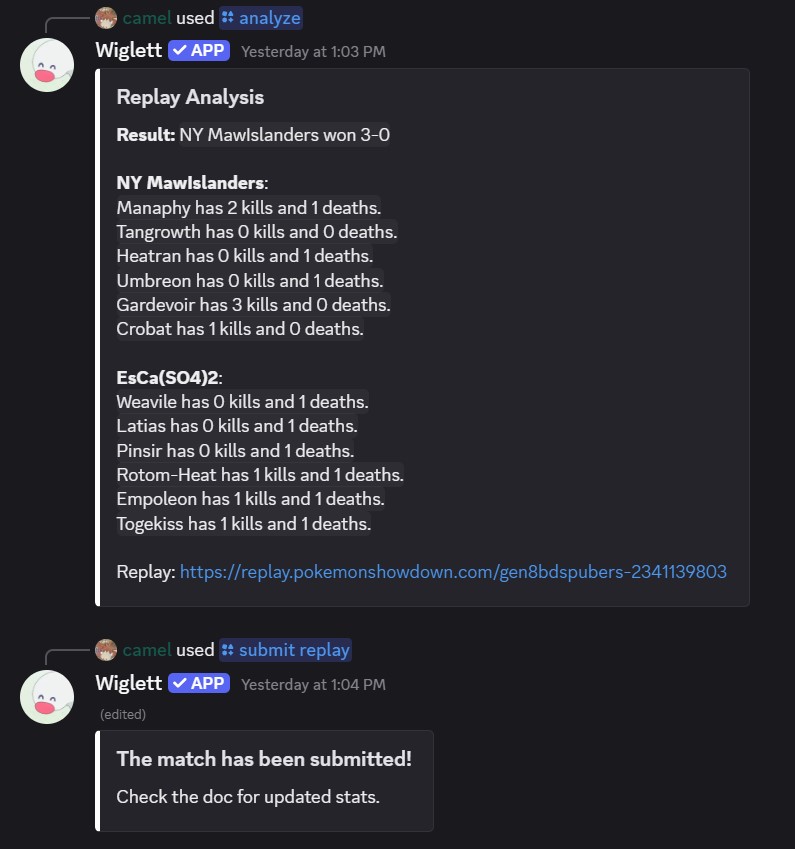 camel used analyze
Wiglett ✓ APP Yesterday at 1:03 PM
Replay Analysis
Result: NY MawIslanders won 3-0
NY MawIslanders:
Manaphy has 2 kills and 1 deaths.
Tangrowth has 0 kills and 0 deaths.
Heatran has 0 kills and 1 deaths.
Umbreon has 0 kills and 1 deaths.
Gardevoir has 3 kills and 0 deaths.
Crobat has 1 kills and 0 deaths.
EsCa(SO4)2:
Weavile has 0 kills and 1 deaths.
Latias has 0 kills and 1 deaths.
Pinsir has 0 kills and 1 deaths.
Rotom-Heat has 1 kills and 1 deaths.
Empoleon has 1 kills and 1 deaths.
Togekiss has 1 kills and 1 deaths.
Replay: https://replay.pokemonshowdown.com/gen8bdspubers-2341139803
camel used submit replay
Wiglett ✓ APP Yesterday at 1:04 PM
(edited)
The match has been submitted!
Check the doc for updated stats.